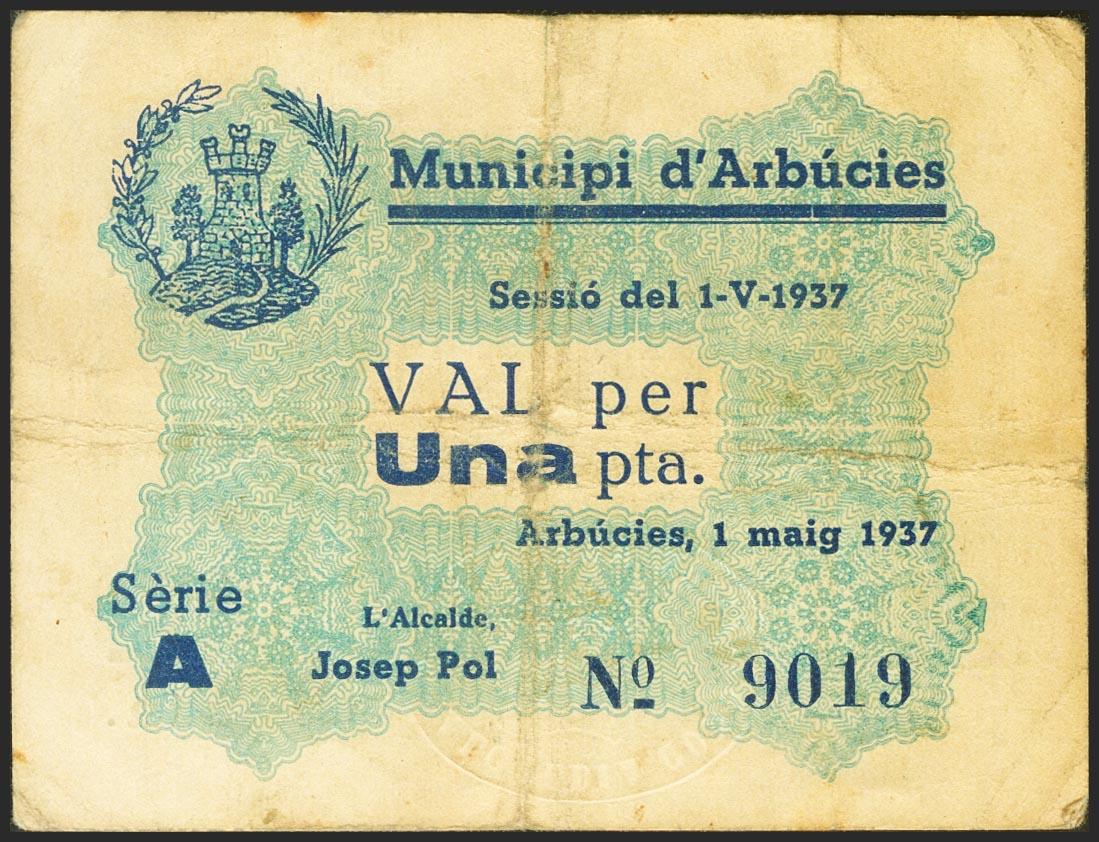 Municipi d'Arbúcies
Sessió del 1-V-1937
VAL per
Una pta.
Arbúcies, 1 maig 1937
Sèrie
A
L'Alcalde,
Josep Pol
Nº 9019